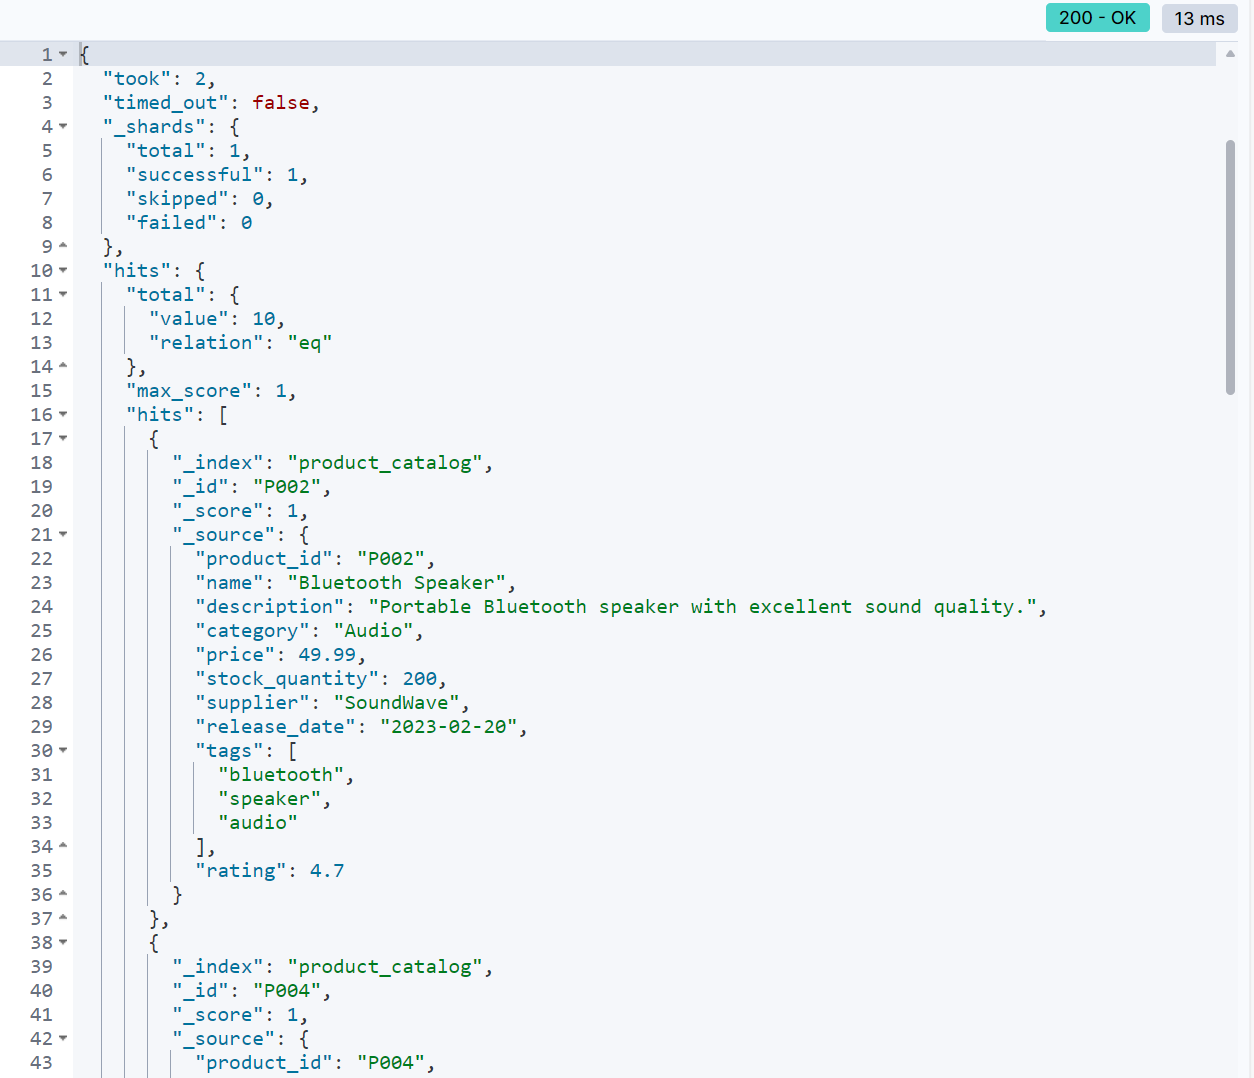 200 - OK
13 ms
1 {
2 "took": 2,
3 "timed_out": false,
4 "_shards": {
5 "total": 1,
6 "successful": 1,
7 "skipped": 0,
8 "failed": 0
9 },
10 "hits": {
11 "total": {
12 "value": 10,
13 "relation": "eq"
14 },
15 "max_score": 1,
16 "hits": [
17 {
18 "_index": "product_catalog",
19 "_id": "P002",
20 "_score": 1,
21 "_source": {
22 "product_id": "P002",
23 "name": "Bluetooth Speaker",
24 "description": "Portable Bluetooth speaker with excellent sound quality.",
25 "category": "Audio",
26 "price": 49.99,
27 "stock_quantity": 200,
28 "supplier": "SoundWave",
29 "release_date": "2023-02-20",
30 "tags": [
31 "bluetooth",
32 "speaker",
33 "audio"
34 ],
35 "rating": 4.7
36 }
37 },
38 {
39 "_index": "product_catalog",
40 "_id": "P004",
41 "_score": 1,
42 "_source": {
43 "product_id": "P004",